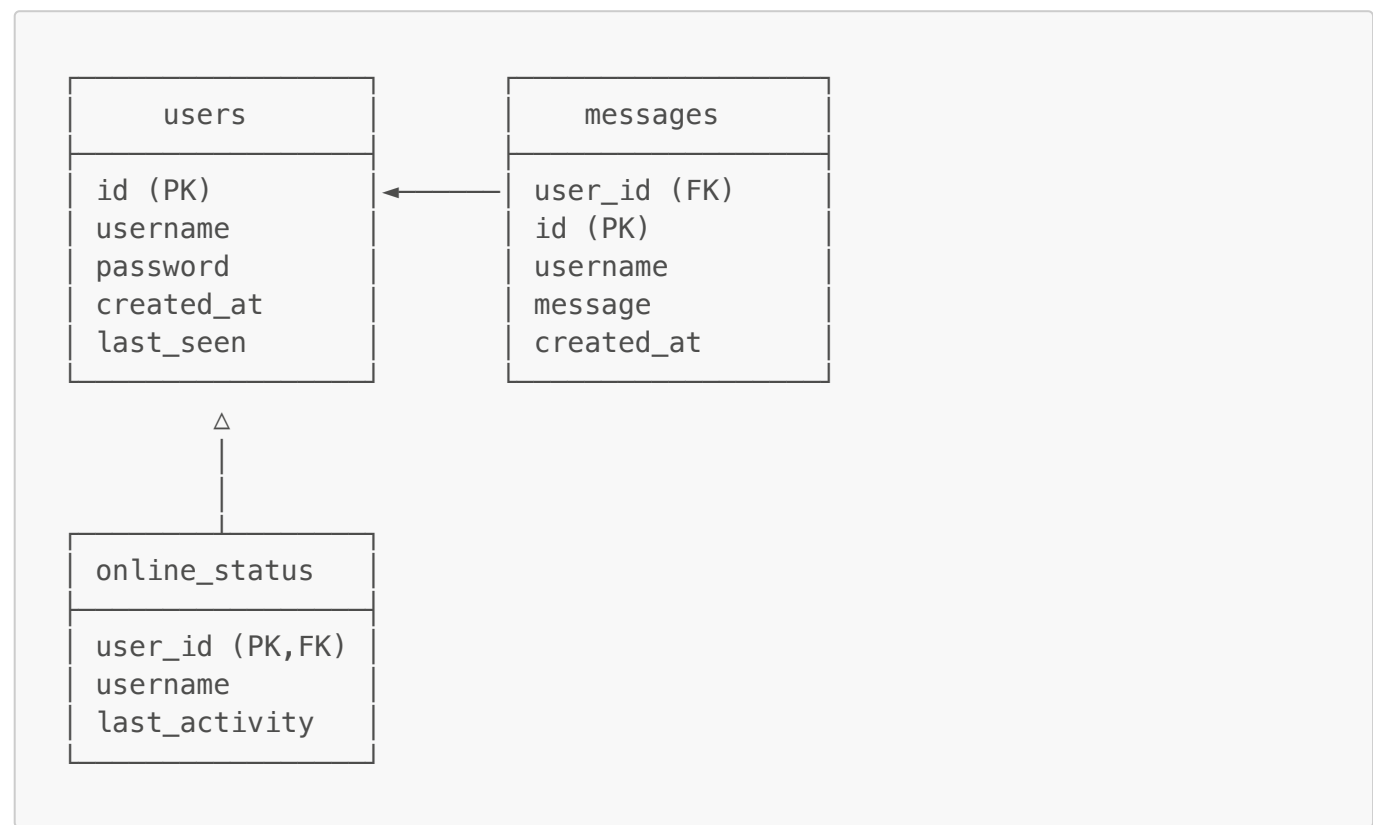 users
id (PK)
username
password
created_at
last_seen
messages
user_id (FK)
id (PK)
username
message
created_at
online_status
user_id (PK,FK)
username
last_activity